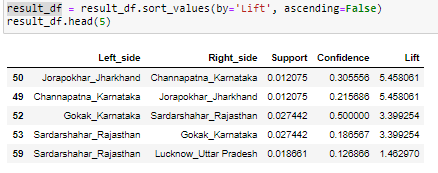 result_df = result_df.sort_values(by='Lift', ascending=False)
result_df.head(5)
Left_side Right_side Support Confidence Lift
50 Jorapokhar_Jharkhand Channapatna_Karnataka 0.012075 0.305556 5.458061
49 Channapatna_Karnataka Jorapokhar_Jharkhand 0.012075 0.215686 5.458061
52 Gokak_Karnataka Sardarshahar_Rajasthan 0.027442 0.500000 3.399254
53 Sardarshahar_Rajasthan Gokak_Karnataka 0.027442 0.186567 3.399254
59 Sardarshahar_Rajasthan Lucknow_Uttar Pradesh 0.018661 0.126866 1.462970